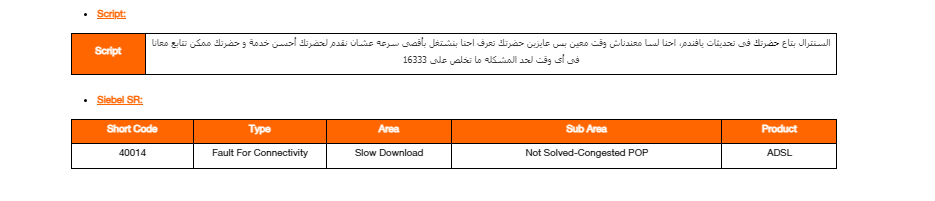 Script:
Script
السنترال بتاع حضرتك فى تحديثات يافندم، احنا لسا معندناش وقت معين بس عايزين حضرتك تعرف احنا بنشتغل بأقصى سرعة عشان نقدم لحضرتك أحسن خدمة و حضرتك ممكن تتابع معانا
فى أى وقت لحد المشكله ما تخلص على 16333
Siebel SR:
Short Code Type Area Sub Area Product
40014 Fault For Connectivity Slow Download Not Solved-Congested POP ADSL